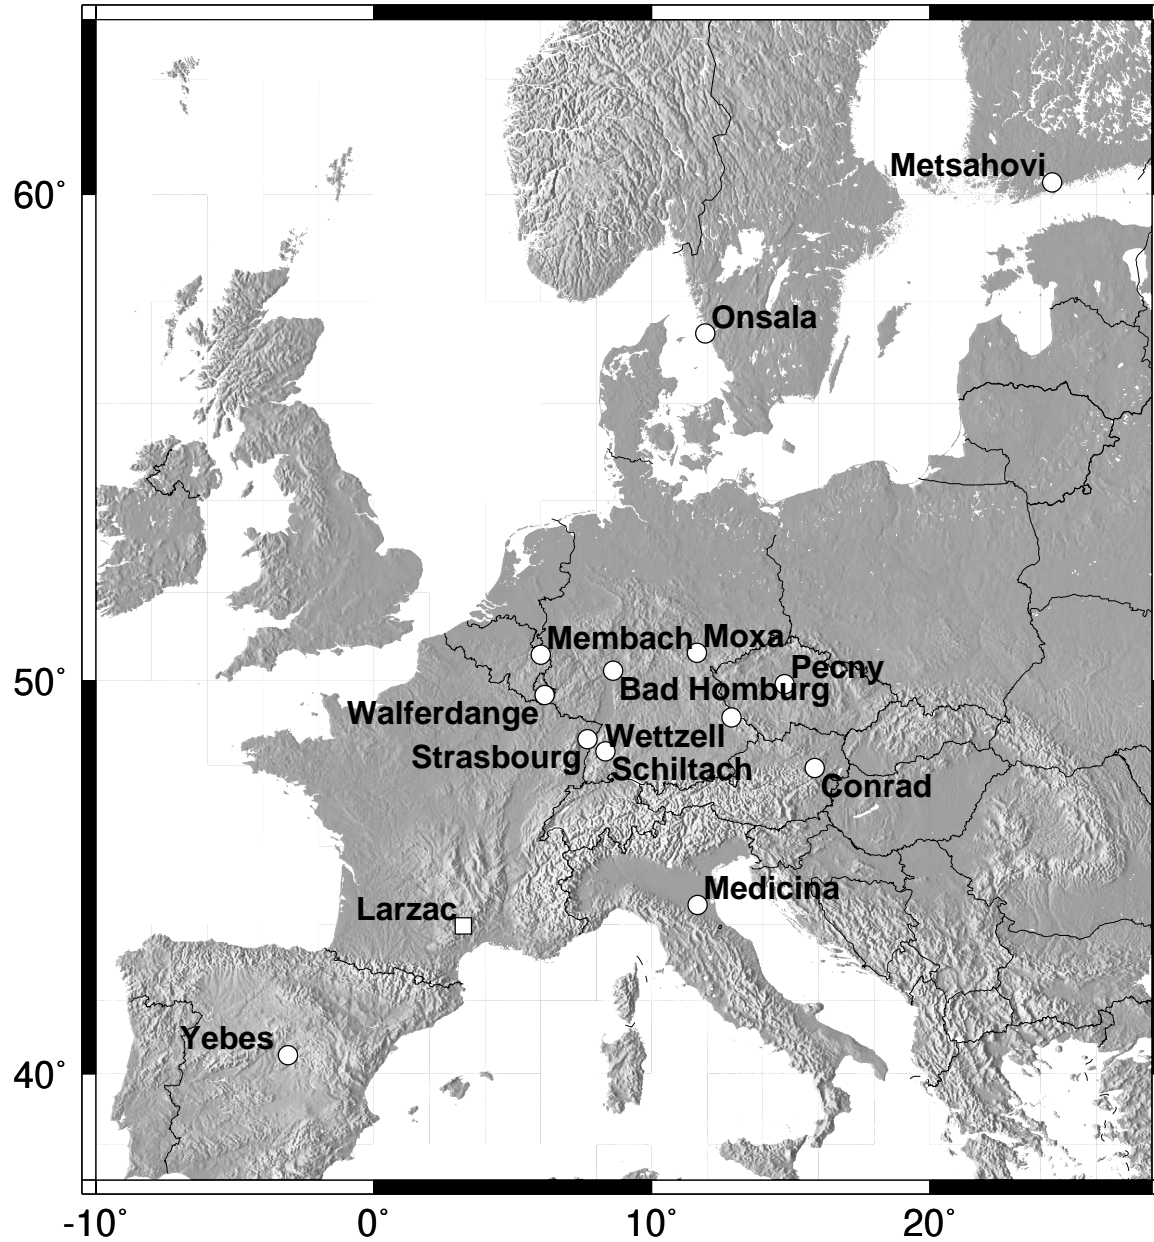 Metsahovi
60°
Onsala
Membach
Moxa
Pecny
50°
Bad Homburg
Walferdange
Wettzell
Strasbourg
Schiltach
Conrad
Medicina
Larzac
Yebes
40°
-10° 0° 10° 20°